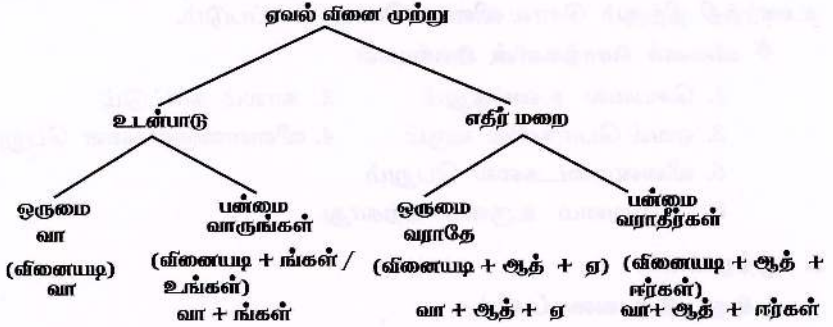 ஏவல் வினை முற்று
உடன்பாடு எதிர் மறை
ஒருமை பன்மை ஒருமை பன்மை
வா வாருங்கள் வராதே வராதீர்கள்
(வினையடி) (வினையடி + ங்கள் / (வினையடி + ஆத் + ஏ) (வினையடி + ஆத் +
உங்கள்) ஈர்கள்)
வா வா + ங்கள் வா + ஆத் + ஏ வா+ ஆத் + ஈர்கள்